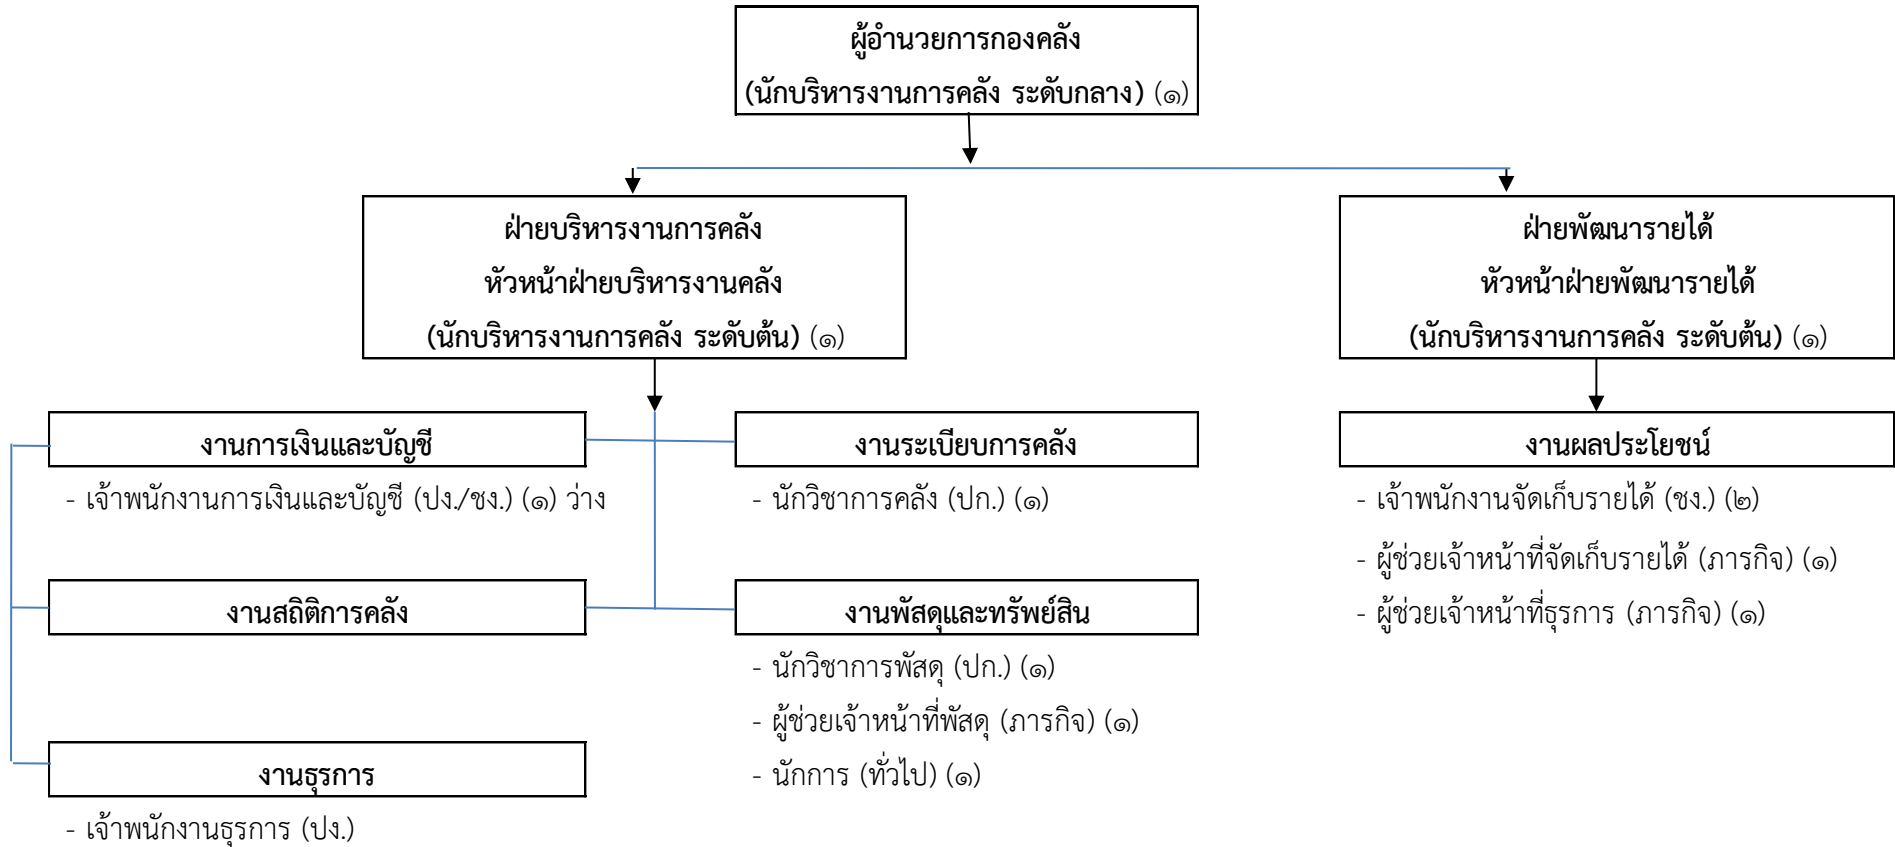 ผู้อำนวยการกองคลัง
(นักบริหารงานการคลัง ระดับกลาง) (๑)
ฝ่ายบริหารงานการคลัง
หัวหน้าฝ่ายบริหารงานคลัง
(นักบริหารงานการคลัง ระดับต้น) (๑)
ฝ่ายพัฒนารายได้
หัวหน้าฝ่ายพัฒนารายได้
(นักบริหารงานการคลัง ระดับต้น) (๑)
งานการเงินและบัญชี
- เจ้าพนักงานการเงินและบัญชี (ปง./ชง.) (๑) ว่าง
งานสถิติการคลัง
งานธุรการ
- เจ้าพนักงานธุรการ (ปง.)
งานระเบียบการคลัง
- นักวิชาการคลัง (ปก.) (๑)
งานพัสดุและทรัพย์สิน
- นักวิชาการพัสดุ (ปก.) (๑)
- ผู้ช่วยเจ้าหน้าที่พัสดุ (ภารกิจ) (๑)
- นักการ (ทั่วไป) (๑)
งานผลประโยชน์
- เจ้าพนักงานจัดเก็บรายได้ (ชง.) (๒)
- ผู้ช่วยเจ้าหน้าที่จัดเก็บรายได้ (ภารกิจ) (๑)
- ผู้ช่วยเจ้าหน้าที่ธุรการ (ภารกิจ) (๑)